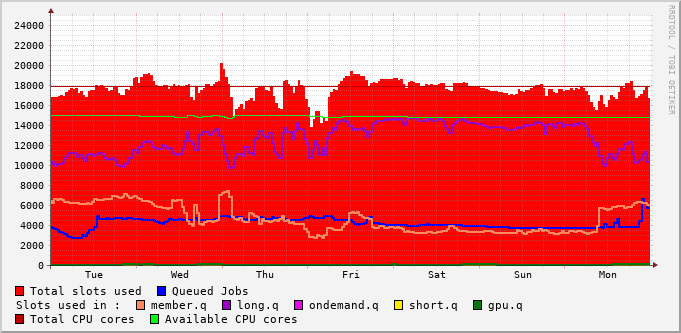 24000
22000
20000
18000
16000
14000
12000
10000
8000
6000
4000
2000
0
Tue Wed Thu Fri Sat Sun Mon
RRDTOOL / TOBI OETIKER
Total slots used Queued Jobs
Slots used in : member.q long.q ondemand.q short.q gpu.q
Total CPU cores Available CPU cores